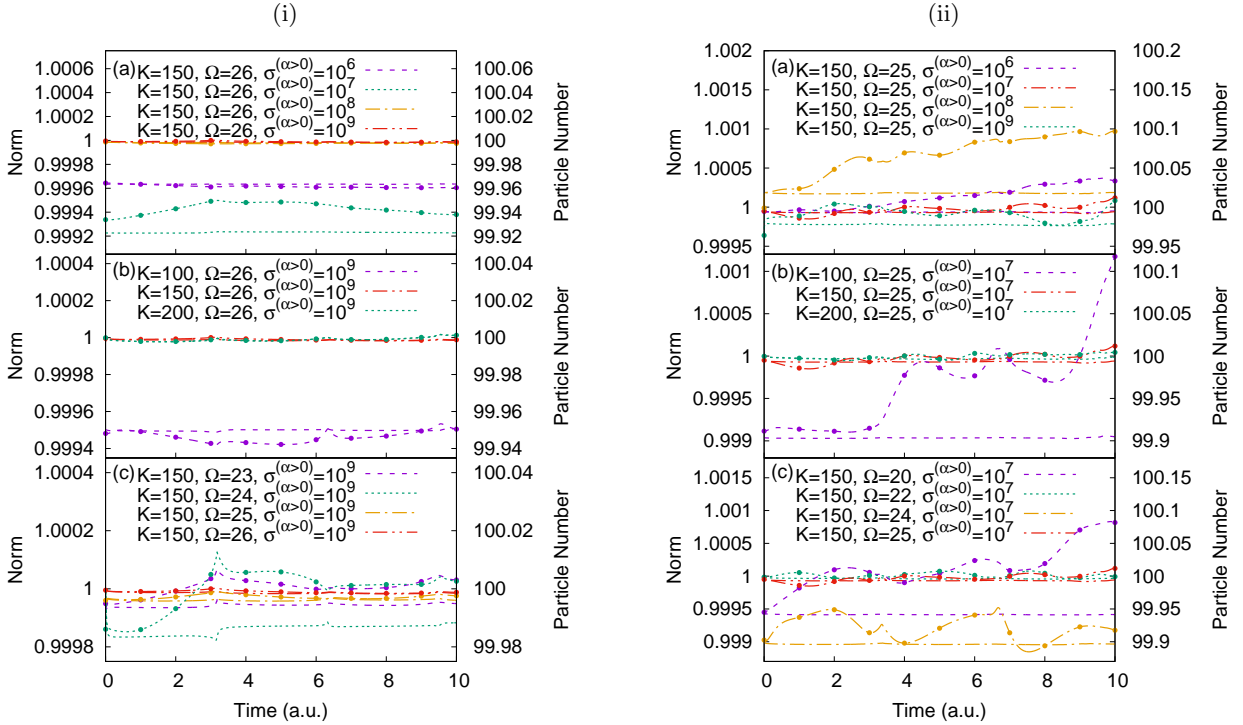 (i)
(a) K=150, Ω=26, σ^(α>0)=10^6
K=150, Ω=26, σ^(α>0)=10^7
K=150, Ω=26, σ^(α>0)=10^8
K=150, Ω=26, σ^(α>0)=10^9
1.0006
1.0004
1.0002
1
0.9998
0.9996
0.9994
0.9992
Norm
100.06
100.04
100.02
100
99.98
99.96
99.94
99.92
Particle Number
(b) K=100, Ω=26, σ^(α>0)=10^9
K=150, Ω=26, σ^(α>0)=10^9
K=200, Ω=26, σ^(α>0)=10^9
1.0004
1.0002
1
0.9998
0.9996
0.9994
Norm
100.04
100.02
100
99.98
99.96
99.94
Particle Number
(c) K=150, Ω=23, σ^(α>0)=10^9
K=150, Ω=24, σ^(α>0)=10^9
K=150, Ω=25, σ^(α>0)=10^9
K=150, Ω=26, σ^(α>0)=10^9
1.0004
1.0002
1
0.9998
Norm
100.04
100.02
100
99.98
Particle Number
0 2 4 6 8 10
Time (a.u.)
(ii)
(a) K=150, Ω=25, σ^(α>0)=10^6
K=150, Ω=25, σ^(α>0)=10^7
K=150, Ω=25, σ^(α>0)=10^8
K=150, Ω=25, σ^(α>0)=10^9
1.002
1.0015
1.001
1.0005
1
0.9995
Norm
100.2
100.15
100.1
100.05
100
99.95
Particle Number
(b) K=100, Ω=25, σ^(α>0)=10^7
K=150, Ω=25, σ^(α>0)=10^7
K=200, Ω=25, σ^(α>0)=10^7
1.001
1.0005
1
0.9995
0.999
Norm
100.1
100.05
100
99.95
99.9
Particle Number
(c) K=150, Ω=20, σ^(α>0)=10^7
K=150, Ω=22, σ^(α>0)=10^7
K=150, Ω=24, σ^(α>0)=10^7
K=150, Ω=25, σ^(α>0)=10^7
1.0015
1.001
1.0005
1
0.9995
0.999
Norm
100.15
100.1
100.05
100
99.95
99.9
Particle Number
0 2 4 6 8 10
Time (a.u.)